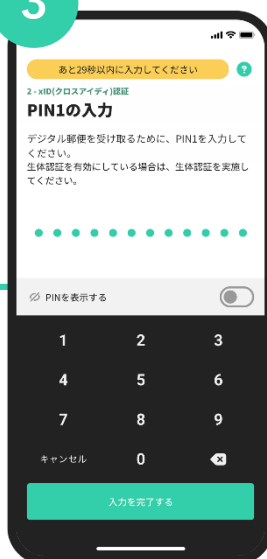 3
あと29秒以内に入力してください
?
2 - xID(クロスアイディ)認証
PIN1の入力
デジタル郵便を受け取るために、PIN1を入力して
ください。
生体認証を有効にしている場合は、生体認証を実施し
てください。
PINを表示する
1 2 3
4 5 6
7 8 9
キャンセル 0
入力を完了する